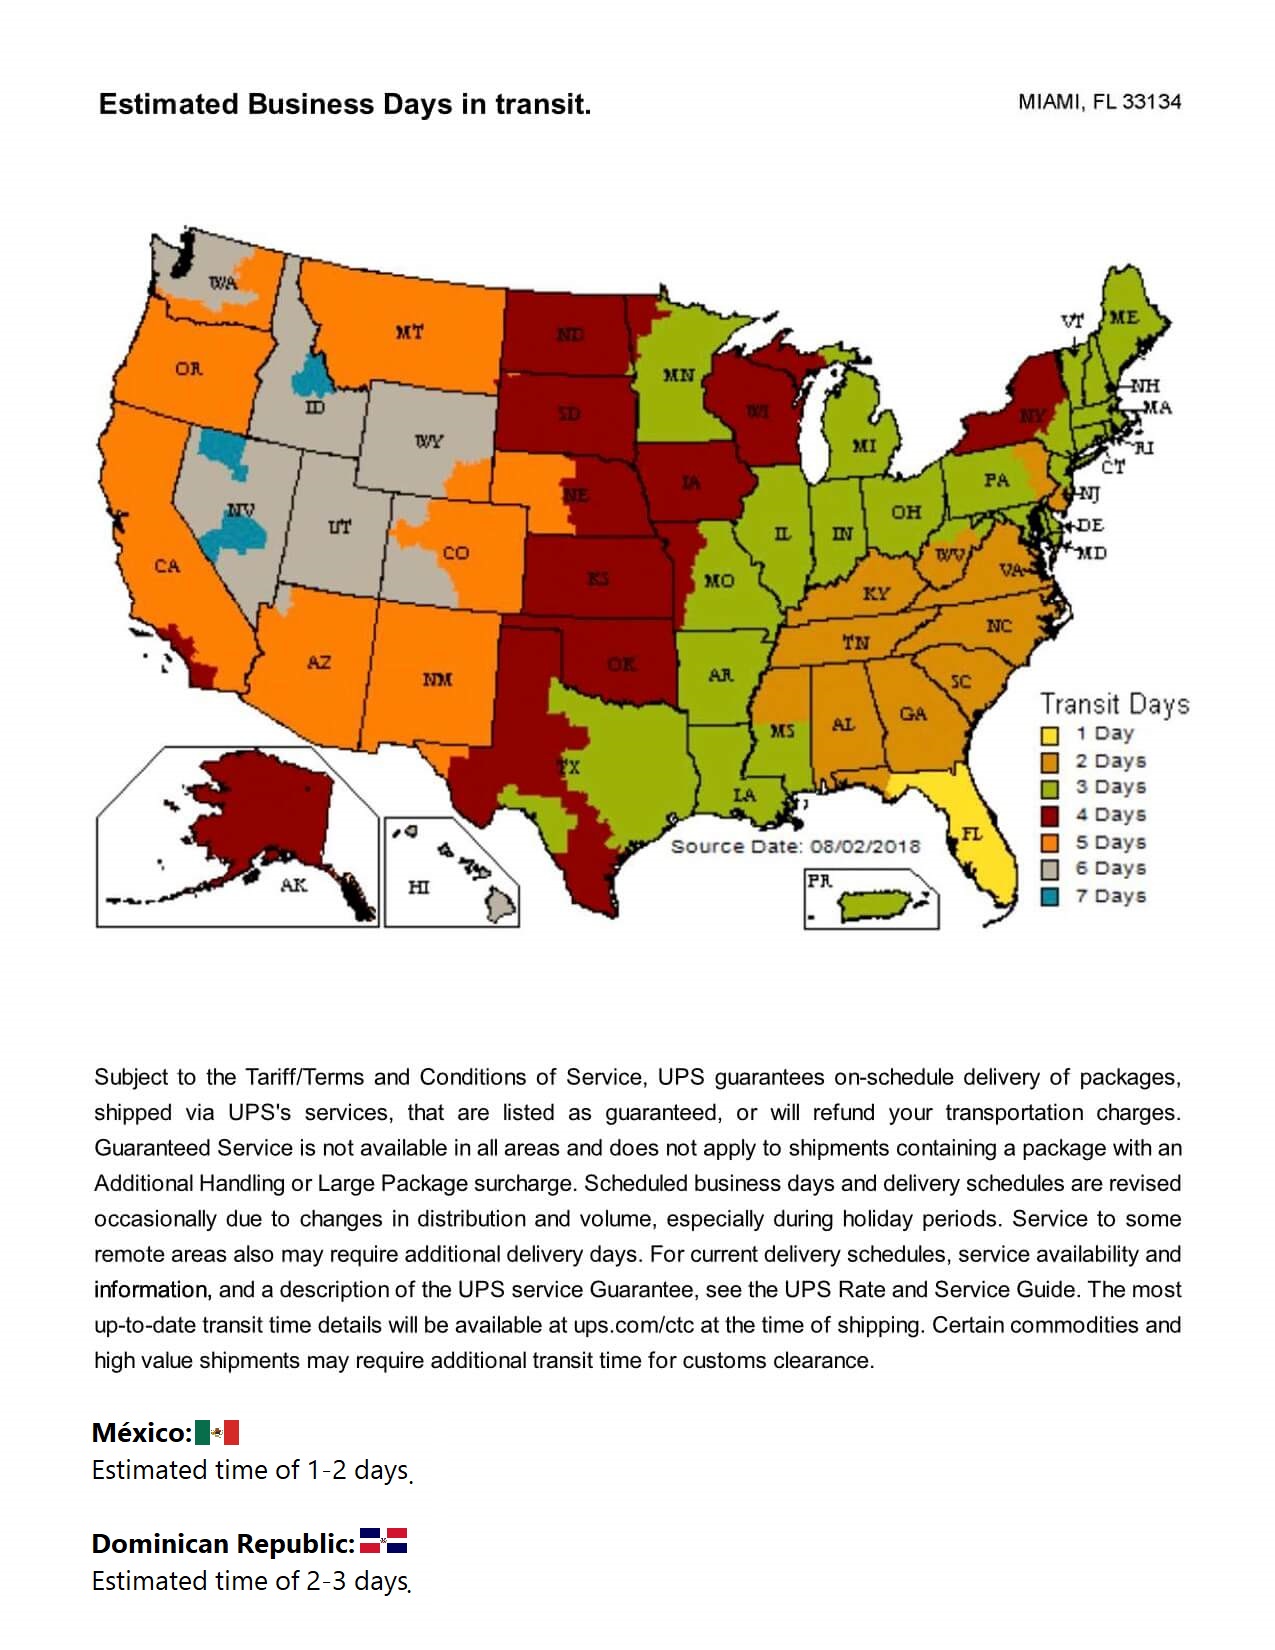 Estimated Business Days in transit.
MIAMI, FL 33134
WA
OR
CA
MT
ID
NV
WY
UT
CO
AZ
NM
ND
SD
NE
KS
OK
TX
MN
IA
MO
AR
LA
WI
IL
IN
MI
OH
KY
TN
MS
AL
GA
FL
SC
NC
VA
WV
PA
NY
VT
ME
NH
MA
RI
CT
NJ
DE
MD
AK
HI
PR
Source Date: 08/02/2018
Transit Days
1 Day
2 Days
3 Days
4 Days
5 Days
6 Days
7 Days
Subject to the Tariff/Terms and Conditions of Service, UPS guarantees on-schedule delivery of packages,
shipped via UPS's services, that are listed as guaranteed, or will refund your transportation charges.
Guaranteed Service is not available in all areas and does not apply to shipments containing a package with an
Additional Handling or Large Package surcharge. Scheduled business days and delivery schedules are revised
occasionally due to changes in distribution and volume, especially during holiday periods. Service to some
remote areas also may require additional delivery days. For current delivery schedules, service availability and
information, and a description of the UPS service Guarantee, see the UPS Rate and Service Guide. The most
up-to-date transit time details will be available at ups.com/ctc at the time of shipping. Certain commodities and
high value shipments may require additional transit time for customs clearance.
México:
Estimated time of 1-2 days.
Dominican Republic:
Estimated time of 2-3 days.